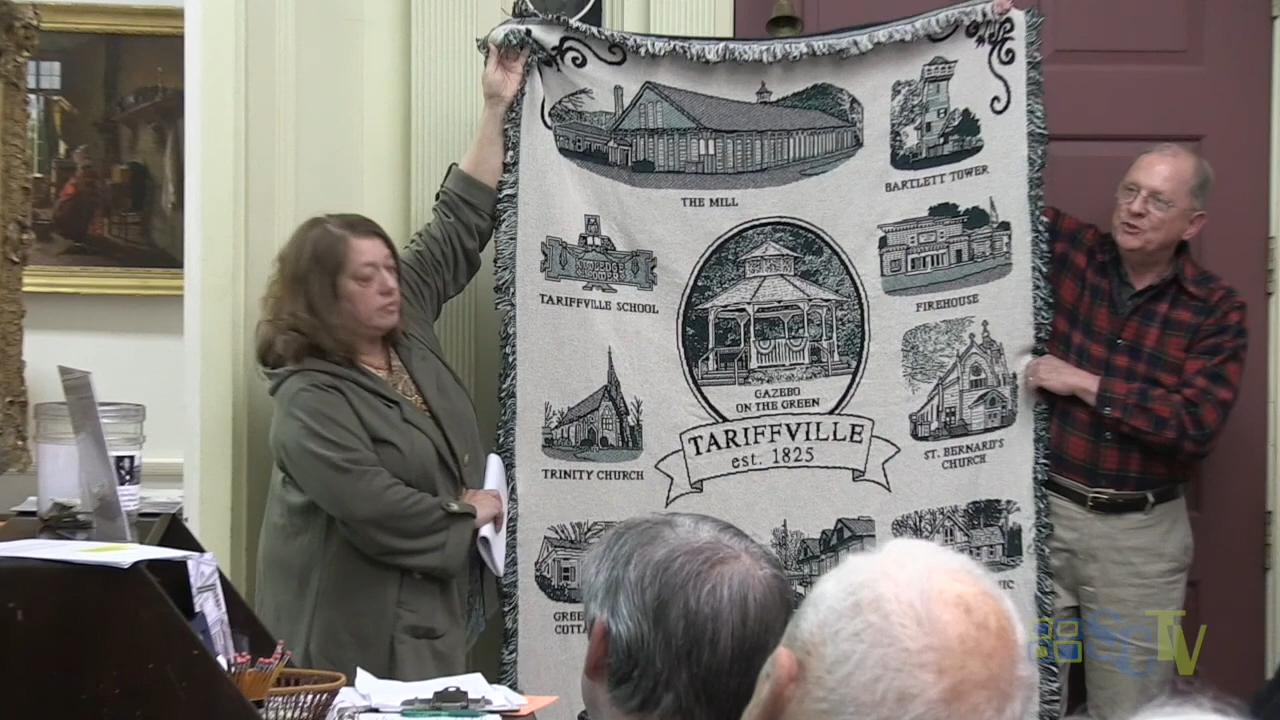 THE MILL
BARTLETT TOWER
TARIFFVILLE SCHOOL
FIREHOUSE
GAZEBO
ON THE GREEN
TARIFFVILLE
est. 1825
TRINITY CHURCH
ST. BERNARD'S
CHURCH
TV